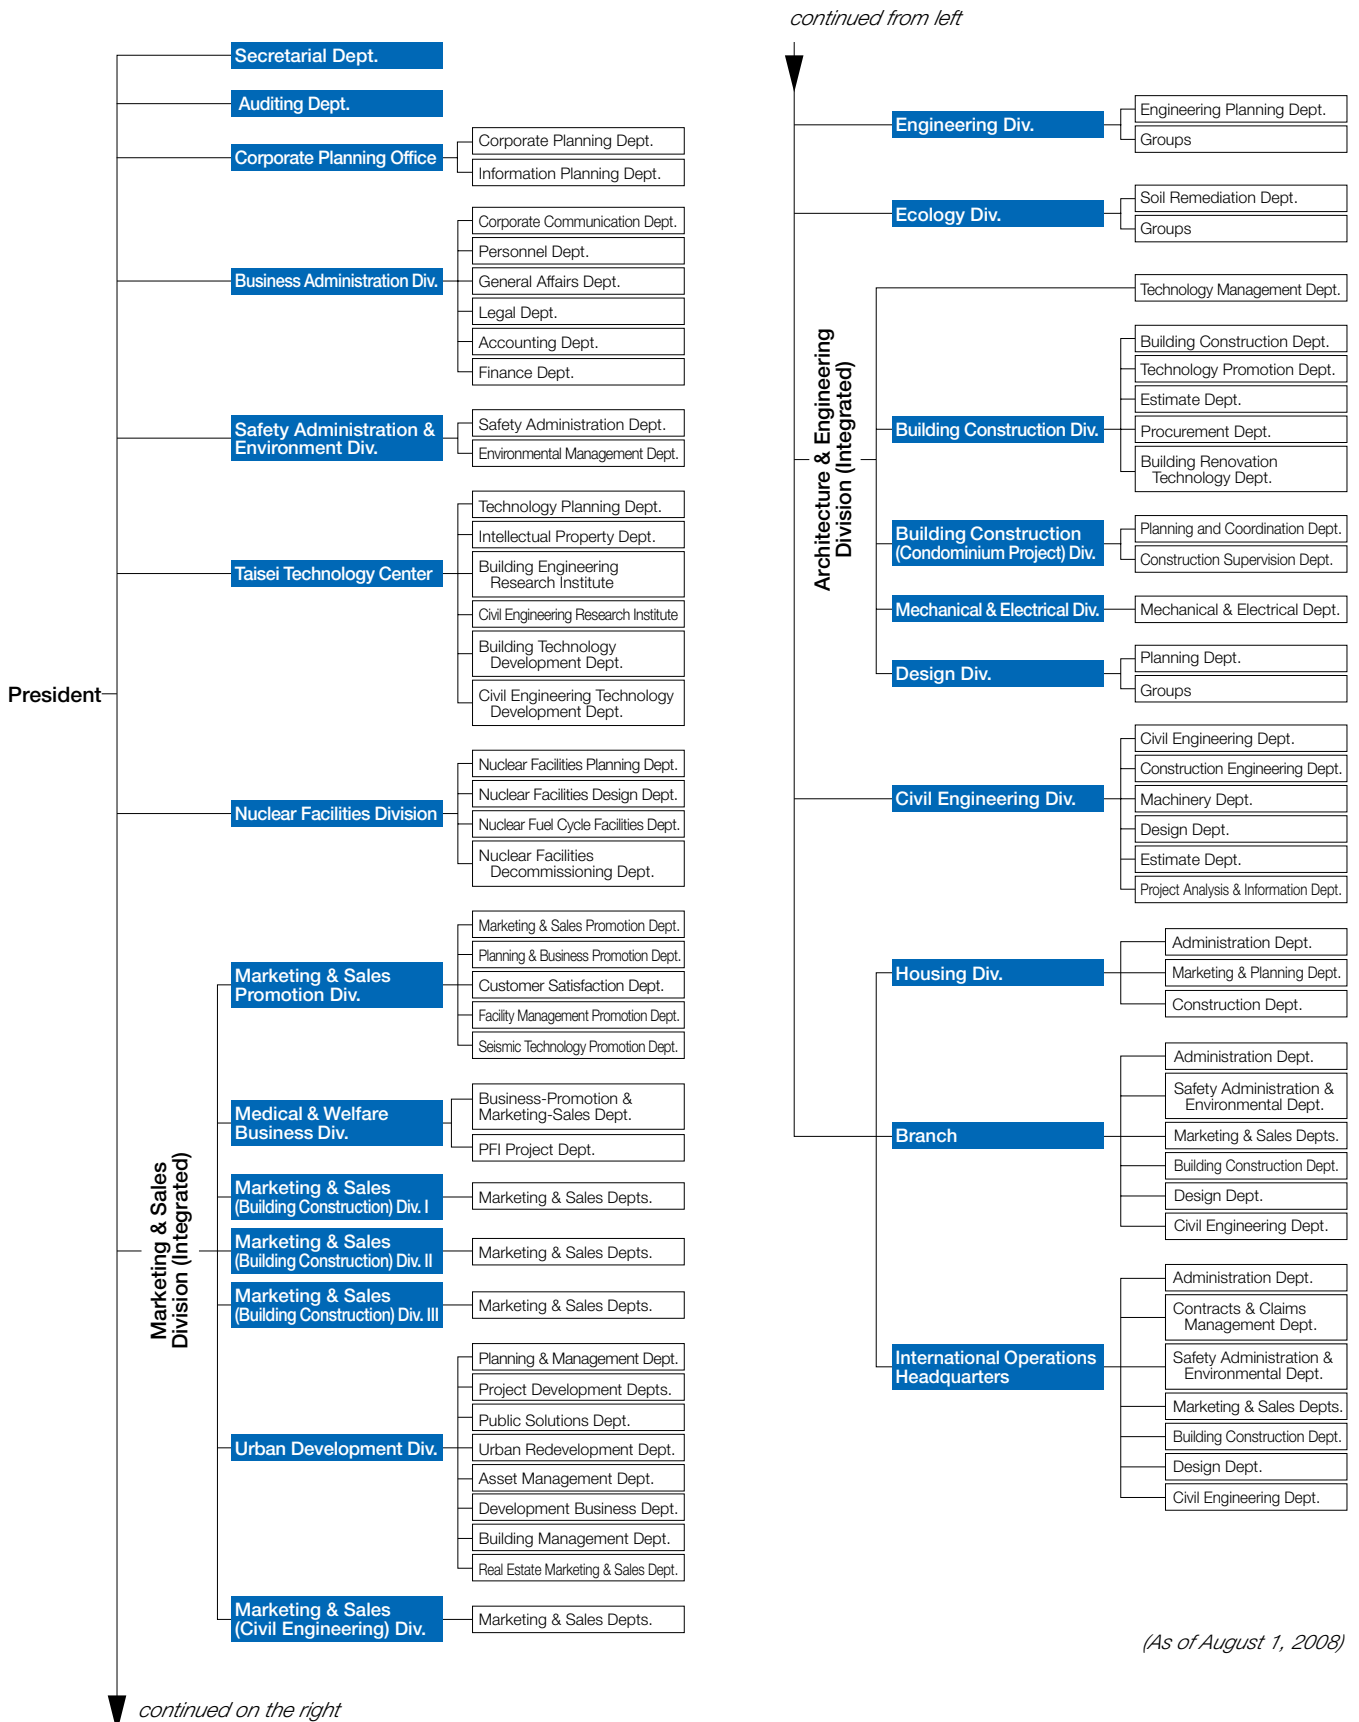 President
Secretarial Dept.
Auditing Dept.
Corporate Planning Office
Corporate Planning Dept.
Information Planning Dept.
Business Administration Div.
Corporate Communication Dept.
Personnel Dept.
General Affairs Dept.
Legal Dept.
Accounting Dept.
Finance Dept.
Safety Administration &
Environment Div.
Safety Administration Dept.
Environmental Management Dept.
Taisei Technology Center
Technology Planning Dept.
Intellectual Property Dept.
Building Engineering
Research Institute
Civil Engineering Research Institute
Building Technology
Development Dept.
Civil Engineering Technology
Development Dept.
Nuclear Facilities Division
Nuclear Facilities Planning Dept.
Nuclear Facilities Design Dept.
Nuclear Fuel Cycle Facilities Dept.
Nuclear Facilities
Decommissioning Dept.
Marketing & Sales
Division (Integrated)
Marketing & Sales
Promotion Div.
Marketing & Sales Promotion Dept.
Planning & Business Promotion Dept.
Customer Satisfaction Dept.
Facility Management Promotion Dept.
Seismic Technology Promotion Dept.
Medical & Welfare
Business Div.
Business-Promotion &
Marketing-Sales Dept.
PFI Project Dept.
Marketing & Sales
(Building Construction) Div. I
Marketing & Sales Depts.
Marketing & Sales
(Building Construction) Div. II
Marketing & Sales Depts.
Marketing & Sales
(Building Construction) Div. III
Marketing & Sales Depts.
Urban Development Div.
Planning & Management Dept.
Project Development Depts.
Public Solutions Dept.
Urban Redevelopment Dept.
Asset Management Dept.
Development Business Dept.
Building Management Dept.
Real Estate Marketing & Sales Dept.
Marketing & Sales
(Civil Engineering) Div.
Marketing & Sales Depts.
continued on the right
continued from left
Engineering Div.
Engineering Planning Dept.
Groups
Ecology Div.
Soil Remediation Dept.
Groups
Architecture & Engineering
Division (Integrated)
Technology Management Dept.
Building Construction Div.
Building Construction Dept.
Technology Promotion Dept.
Estimate Dept.
Procurement Dept.
Building Renovation
Technology Dept.
Building Construction
(Condominium Project) Div.
Planning and Coordination Dept.
Construction Supervision Dept.
Mechanical & Electrical Div.
Mechanical & Electrical Dept.
Design Div.
Planning Dept.
Groups
Civil Engineering Div.
Civil Engineering Dept.
Construction Engineering Dept.
Machinery Dept.
Design Dept.
Estimate Dept.
Project Analysis & Information Dept.
Housing Div.
Administration Dept.
Marketing & Planning Dept.
Construction Dept.
Branch
Administration Dept.
Safety Administration &
Environmental Dept.
Marketing & Sales Depts.
Building Construction Dept.
Design Dept.
Civil Engineering Dept.
International Operations
Headquarters
Administration Dept.
Contracts & Claims
Management Dept.
Safety Administration &
Environmental Dept.
Marketing & Sales Depts.
Building Construction Dept.
Design Dept.
Civil Engineering Dept.
(As of August 1, 2008)